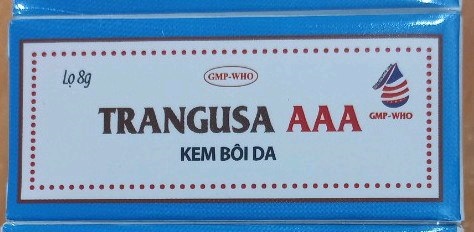 Lọ 8g
GMP-WHO
TRANGUSA AAA
GMP-WHO
KEM BÔI DA